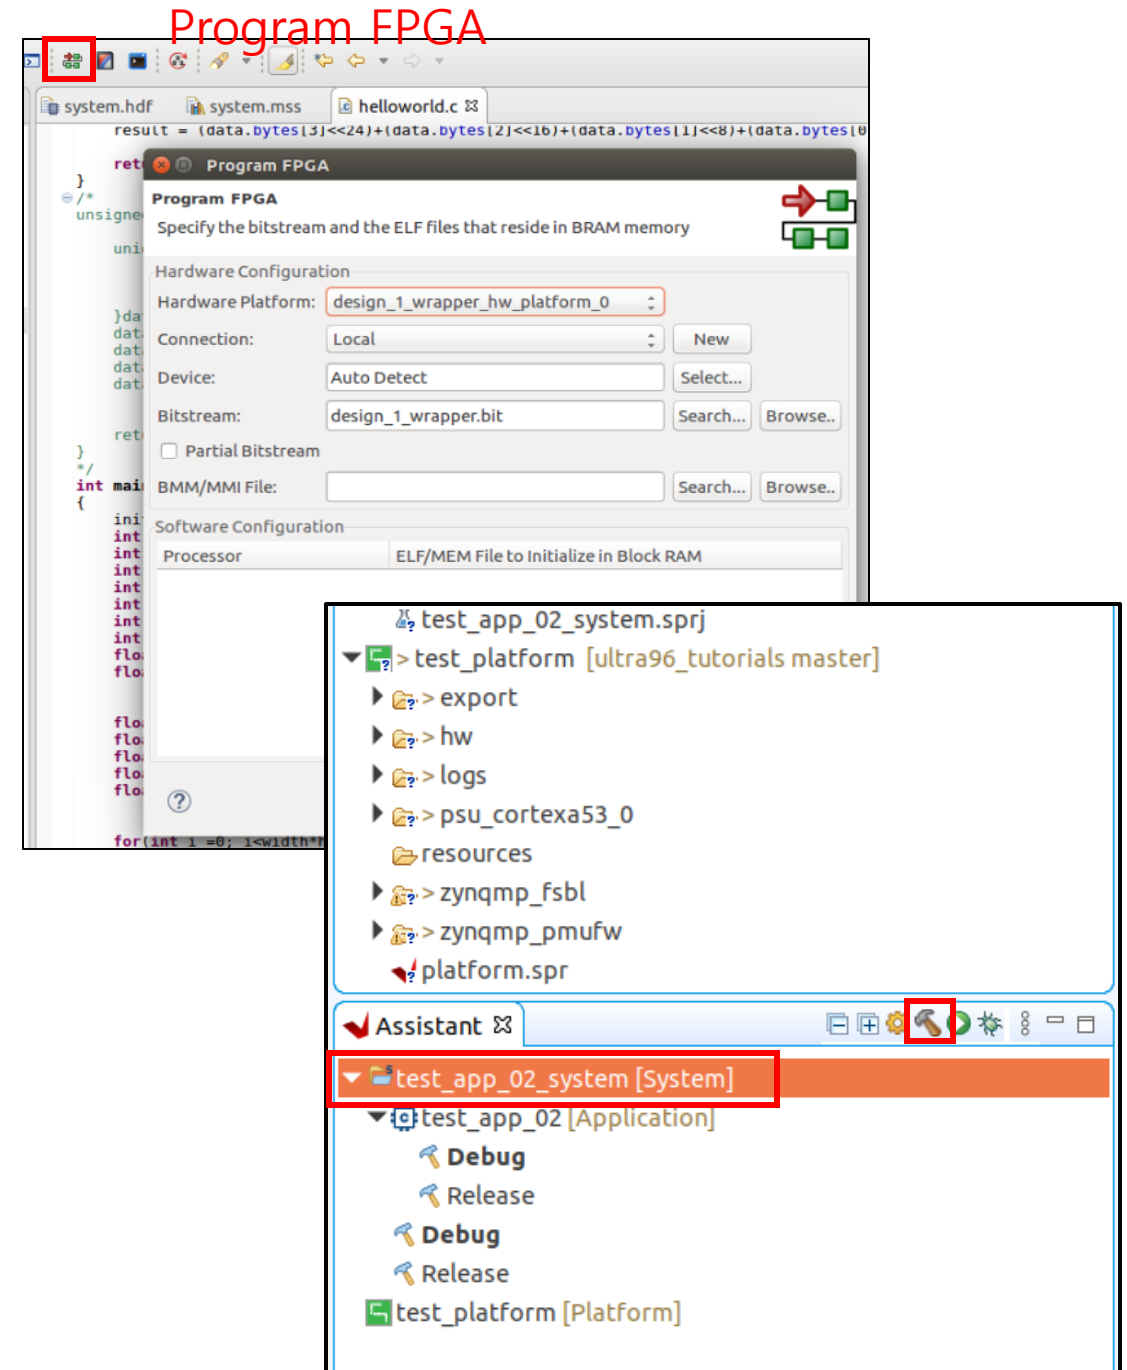 Program FPGA
system.hdf
system.mss
helloworld.c
result = (data.bytes[3]<<24)+(data.bytes[2]<<16)+(data.bytes[1]<<8)+(data.bytes[0
Program FPGA
}
/*
Program FPGA
Specify the bitstream and the ELF files that reside in BRAM memory
Hardware Configuration
Hardware Platform: design_1_wrapper_hw_platform_0
Connection: Local New
Device: Auto Detect Select...
Bitstream: design_1_wrapper.bit Search... Browse..
Partial Bitstream
}
*/
int
BMM/MMI File: Search... Browse..
{
Software Configuration
int
int
Processor ELF/MEM File to Initialize in Block RAM
int
int
int
int
int
for(int i =0; i<width*
test_app_02_system.sprj
> test_platform [ultra96_tutorials master]
> export
> hw
> logs
> psu_cortexa53_0
resources
> zynqmp_fsbl
> zynqmp_pmufw
platform.spr
Assistant
test_app_02_system [System]
test_app_02 [Application]
Debug
Release
Debug
Release
test_platform [Platform]